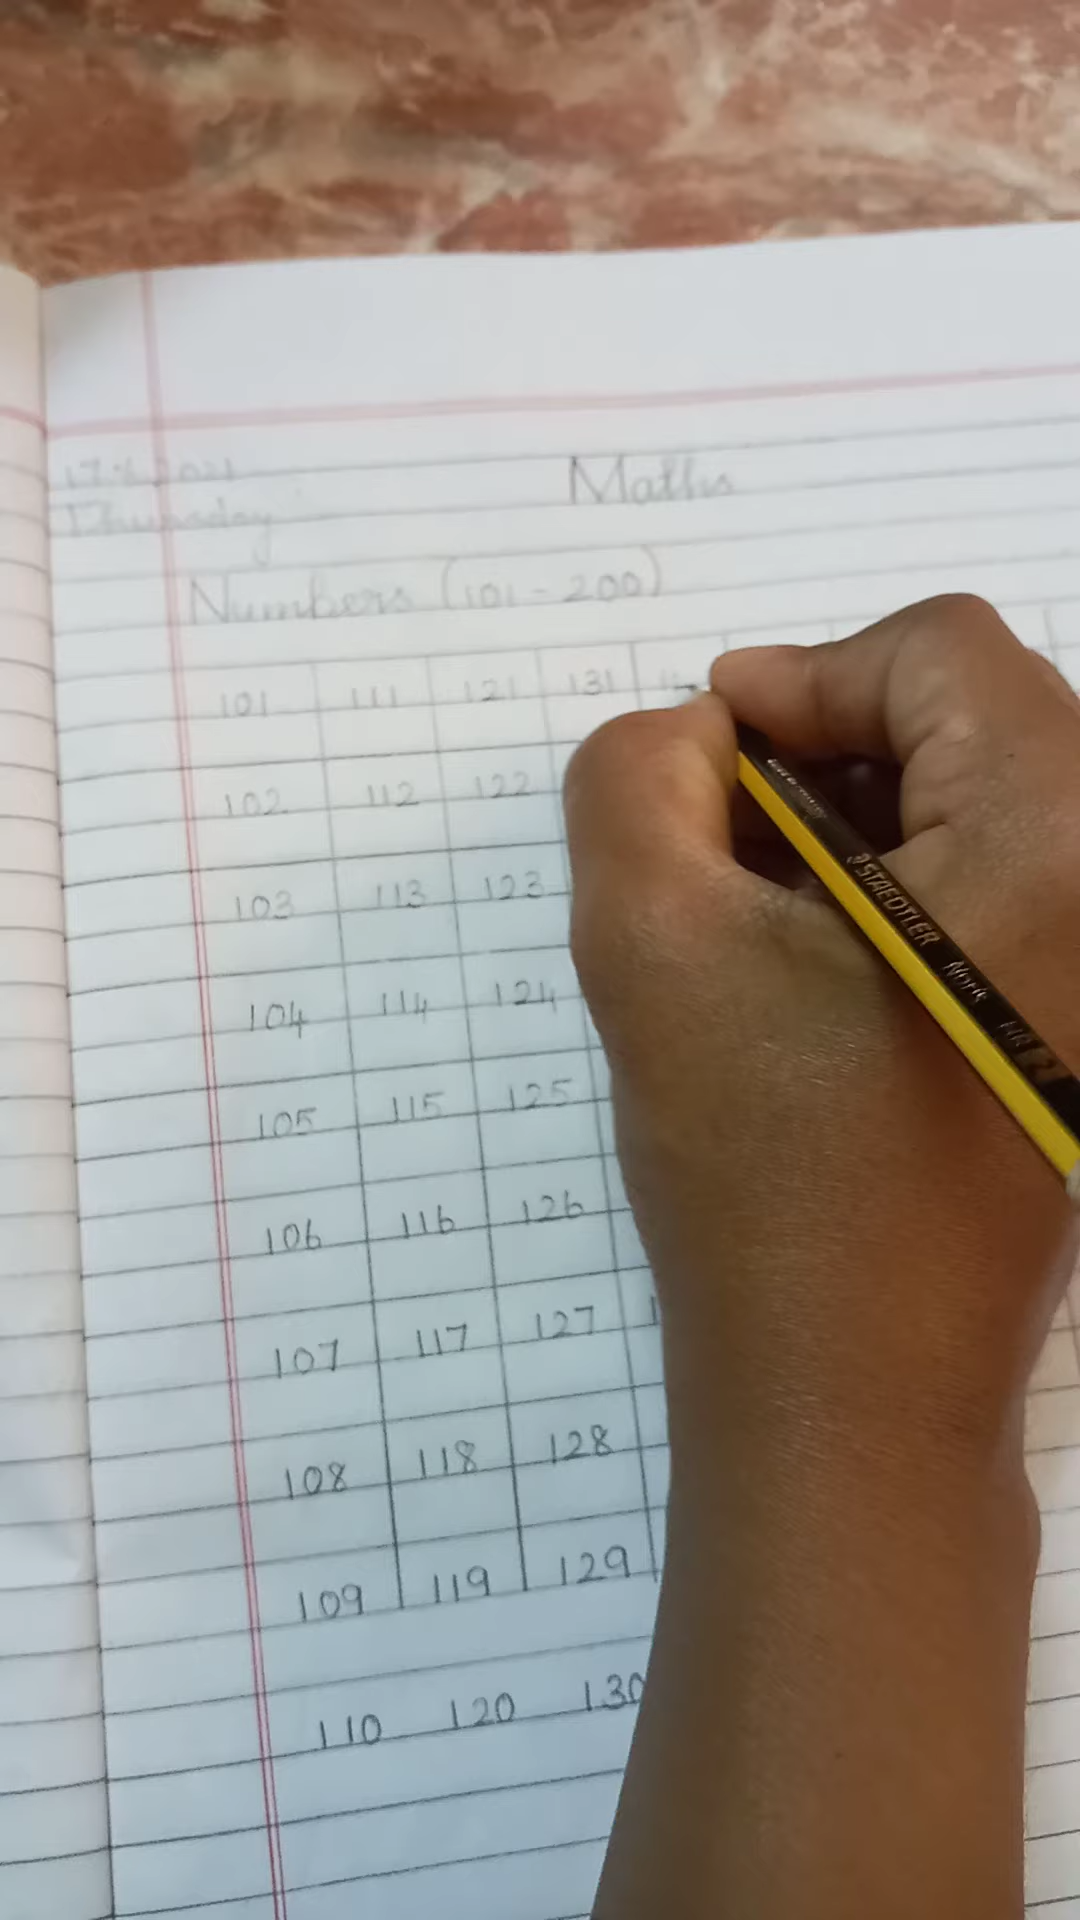 Maths
Thursday
Numbers (101-200)
101 111 121 131
102 112 122
103 113 123
104 114 124
105 115 125
106 116 126
107 117 127
108 118 128
109 119 129
110 120 130
STAEDTLER Noris HB 2